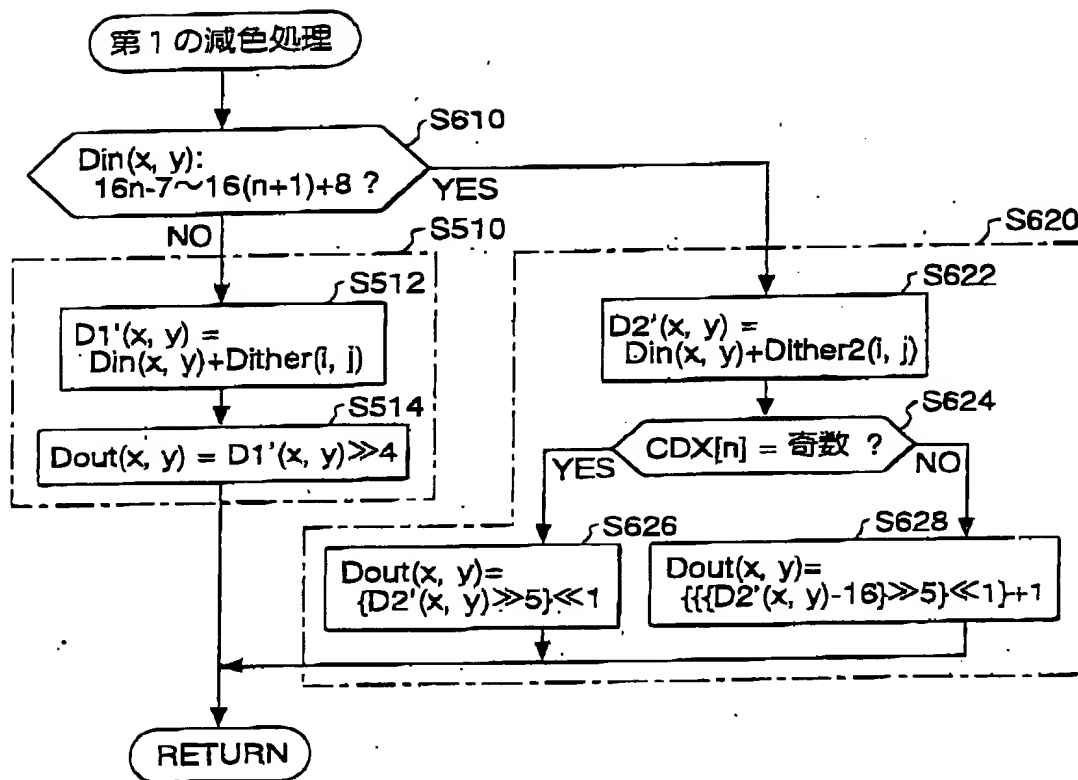 第1の減色処理
S610
Din(x, y):
16n-7～16(n+1)+8 ?
YES
NO
S510
S512
D1'(x, y) =
Din(x, y)+Dither(i, j)
S514
Dout(x, y) = D1'(x, y)≫4
S620
S622
D2'(x, y) =
Din(x, y)+Dither2(i, j)
S624
CDX[n] = 奇数 ?
YES
NO
S626
Dout(x, y)=
{D2'(x, y)≫5}≪1
S628
Dout(x, y)=
{{{D2'(x, y)-16}≫5}≪1}+1
RETURN